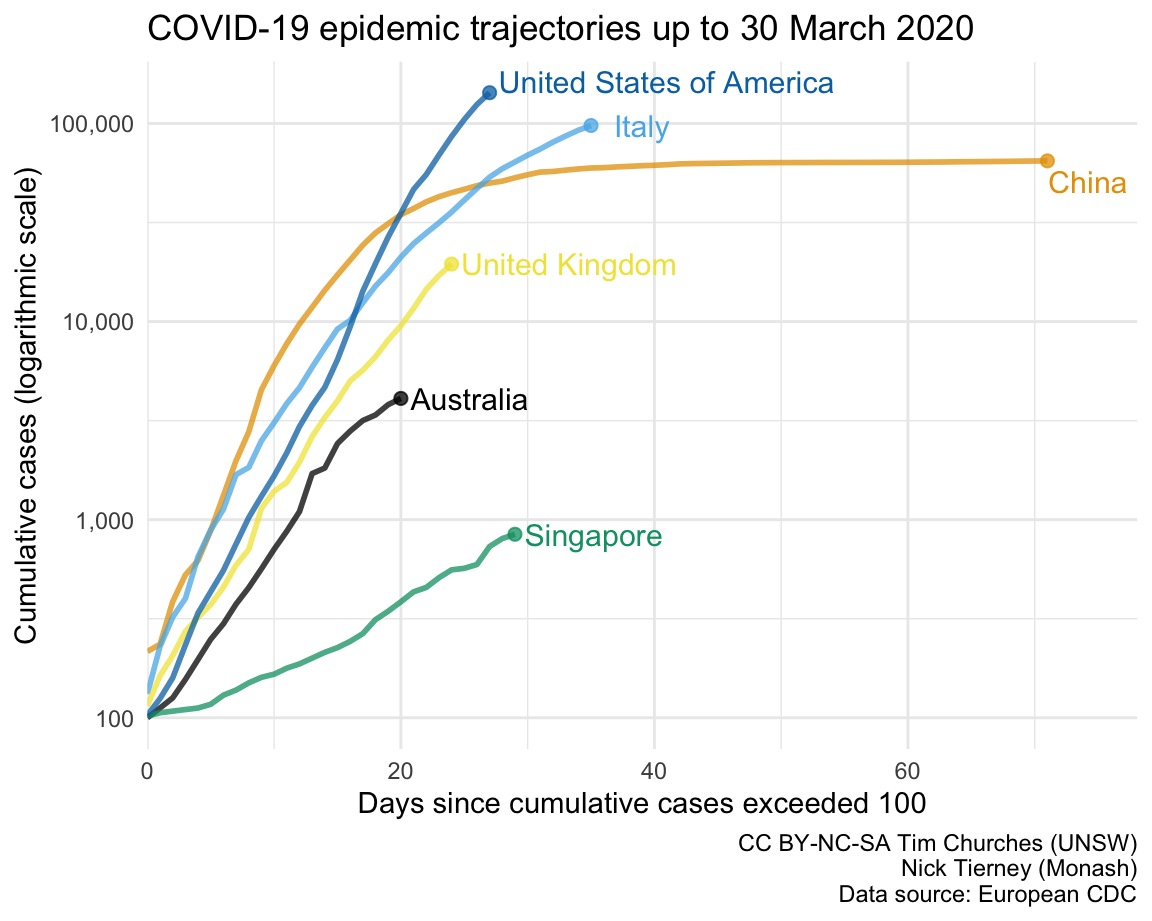 COVID-19 epidemic trajectories up to 30 March 2020
United States of America
100,000
Italy
China
United Kingdom
10,000
Australia
1,000
Singapore
100
Cumulative cases (logarithmic scale)
0 20 40 60
Days since cumulative cases exceeded 100
CC BY-NC-SA Tim Churches (UNSW)
Nick Tierney (Monash)
Data source: European CDC